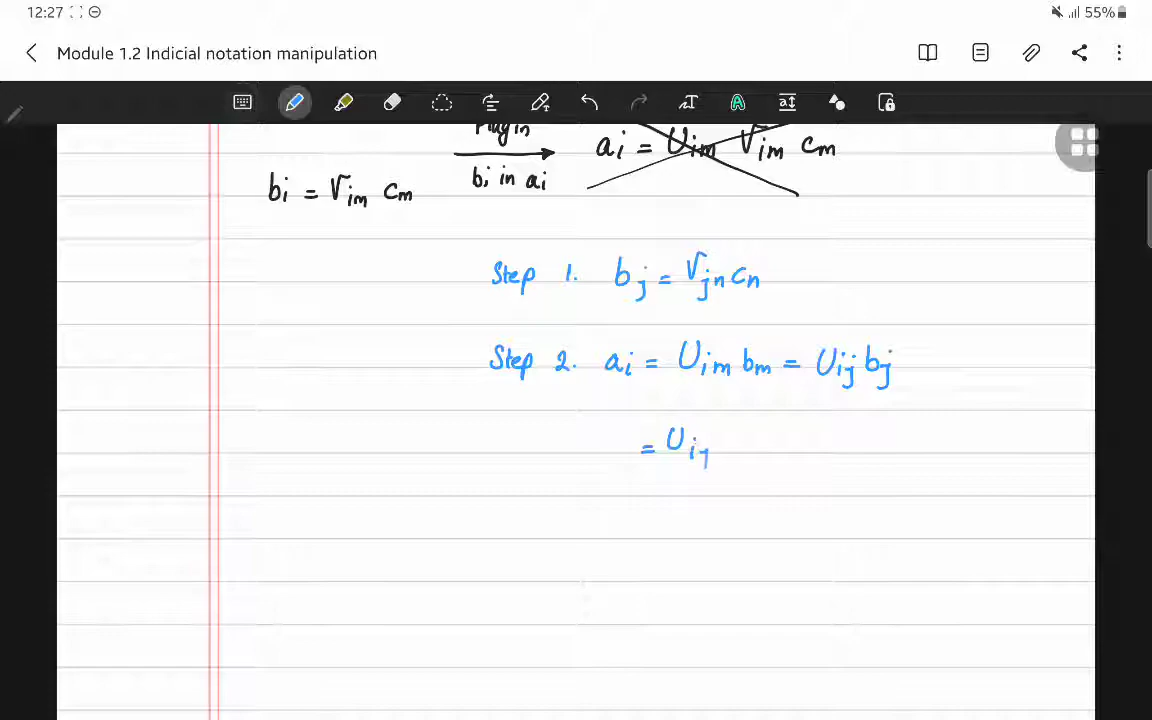 12:27 55%
Module 1.2 Indicial notation manipulation
Plug in
bi in ai
ai = Uim Vim cm
bi = Vim cm
Step 1. bj = Vjn cn
Step 2. ai = Uim bm = Uij bj
= Ui